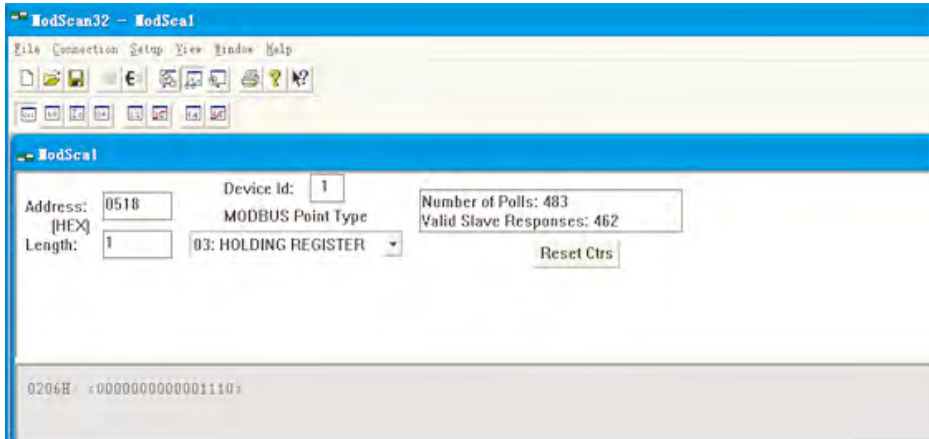 ModScan32 - ModSca1
File Connection Setup View Window Help
ModSca1
Address: 0518
(HEX)
Length: 1
Device Id: 1
MODBUS Point Type
03: HOLDING REGISTER
Number of Polls: 483
Valid Slave Responses: 462
Reset Ctrs
0206H <0000000000001110>